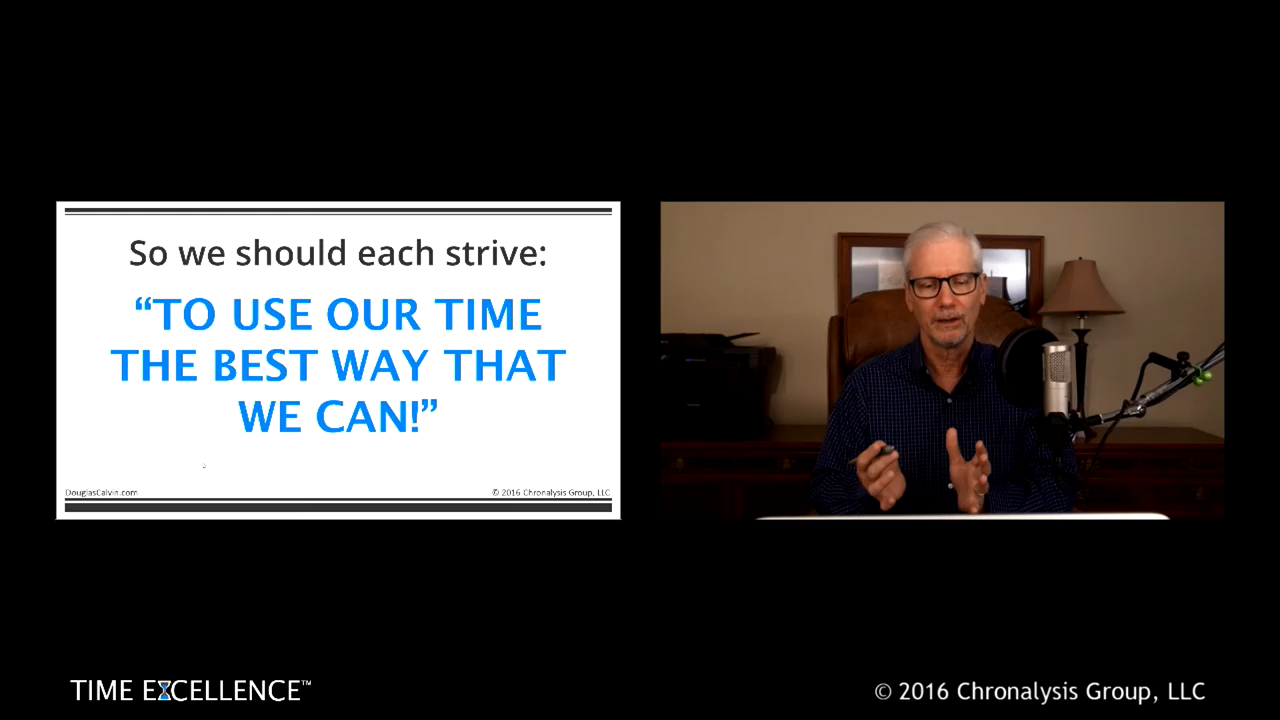 So we should each strive:
“TO USE OUR TIME
THE BEST WAY THAT
WE CAN!”
DouglasCalvin.com
© 2016 Chronalysis Group, LLC
TIME EXCELLENCE™
© 2016 Chronalysis Group, LLC